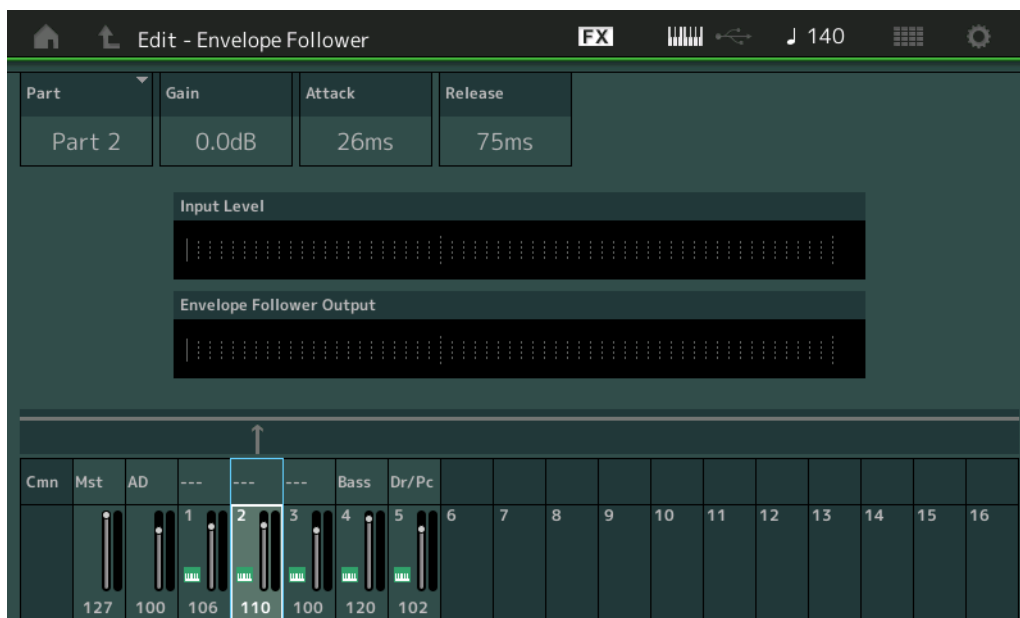 Edit - Envelope Follower FX ♩ 140
Part Gain Attack Release
Part 2 0.0dB 26ms 75ms
Input Level
Envelope Follower Output
Cmn Mst AD --- --- --- Bass Dr/Pc
1 2 3 4 5 6 7 8 9 10 11 12 13 14 15 16
127 100 106 110 100 120 102